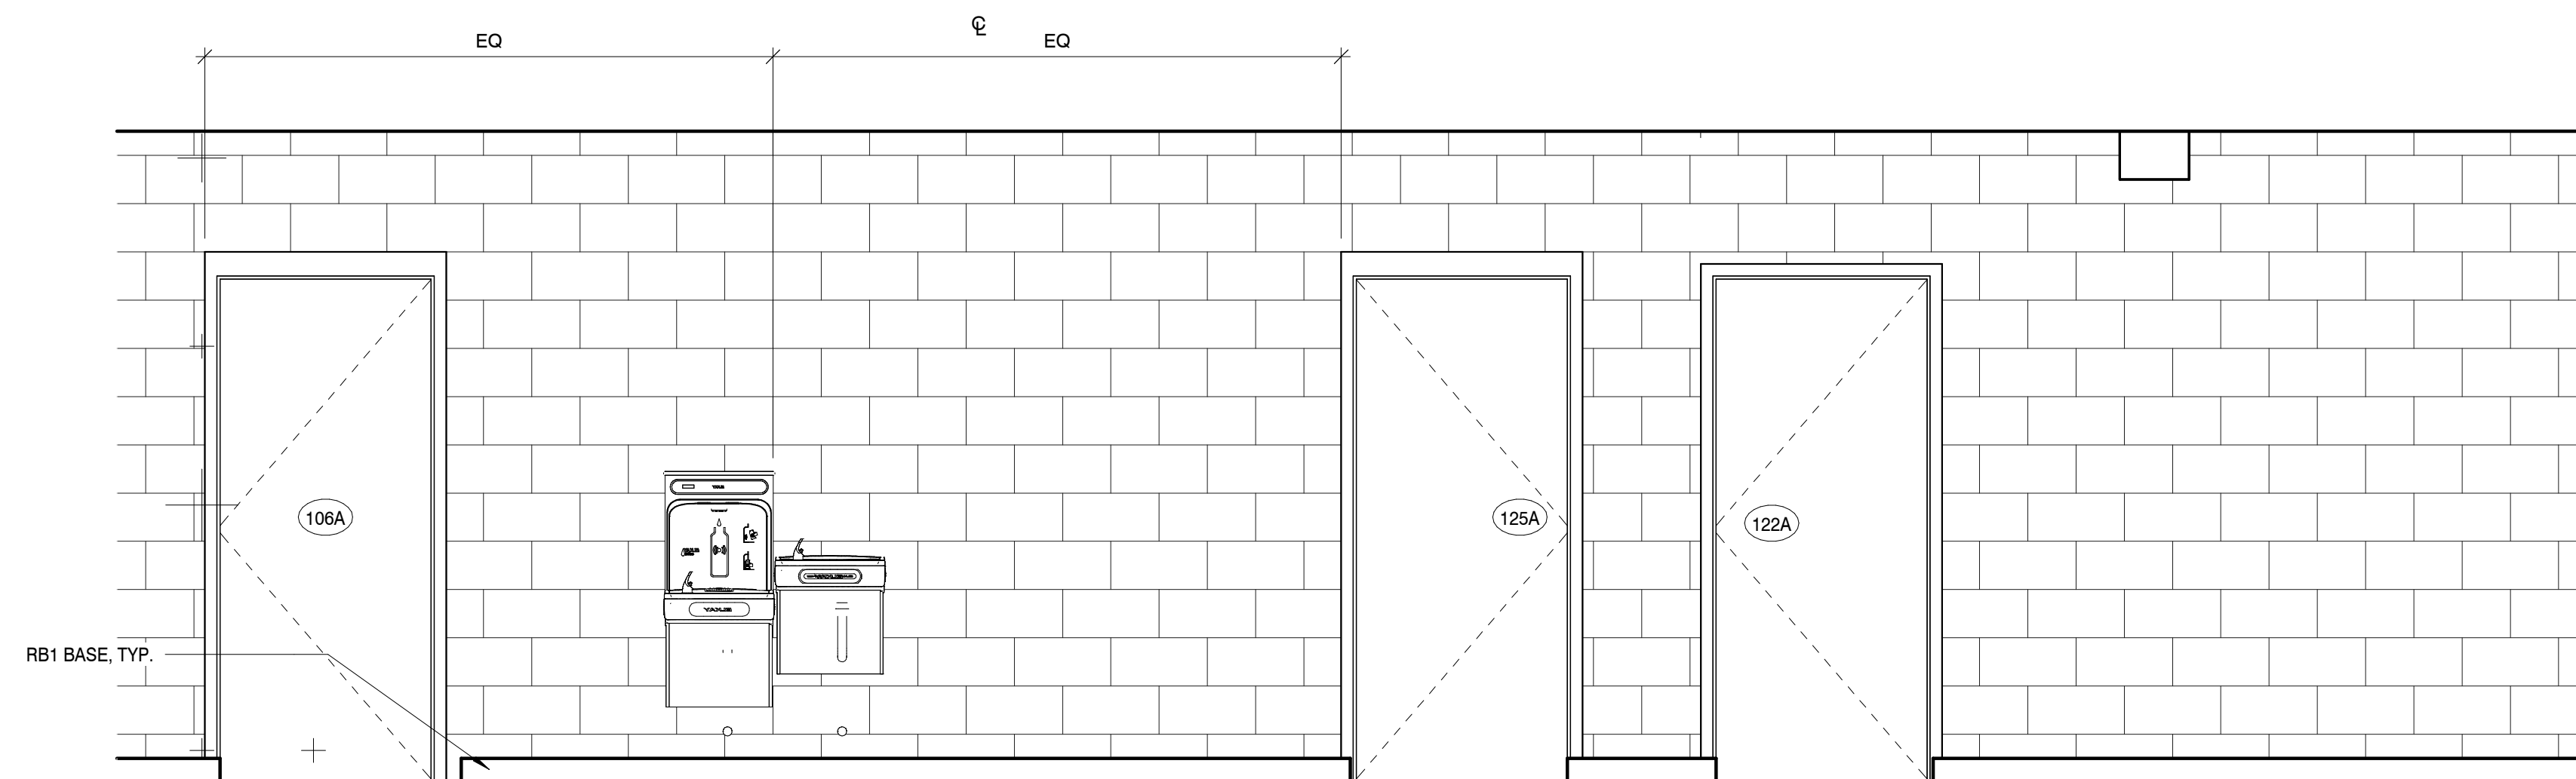 ℄
EQ EQ
106A
125A
122A
RB1 BASE, TYP.